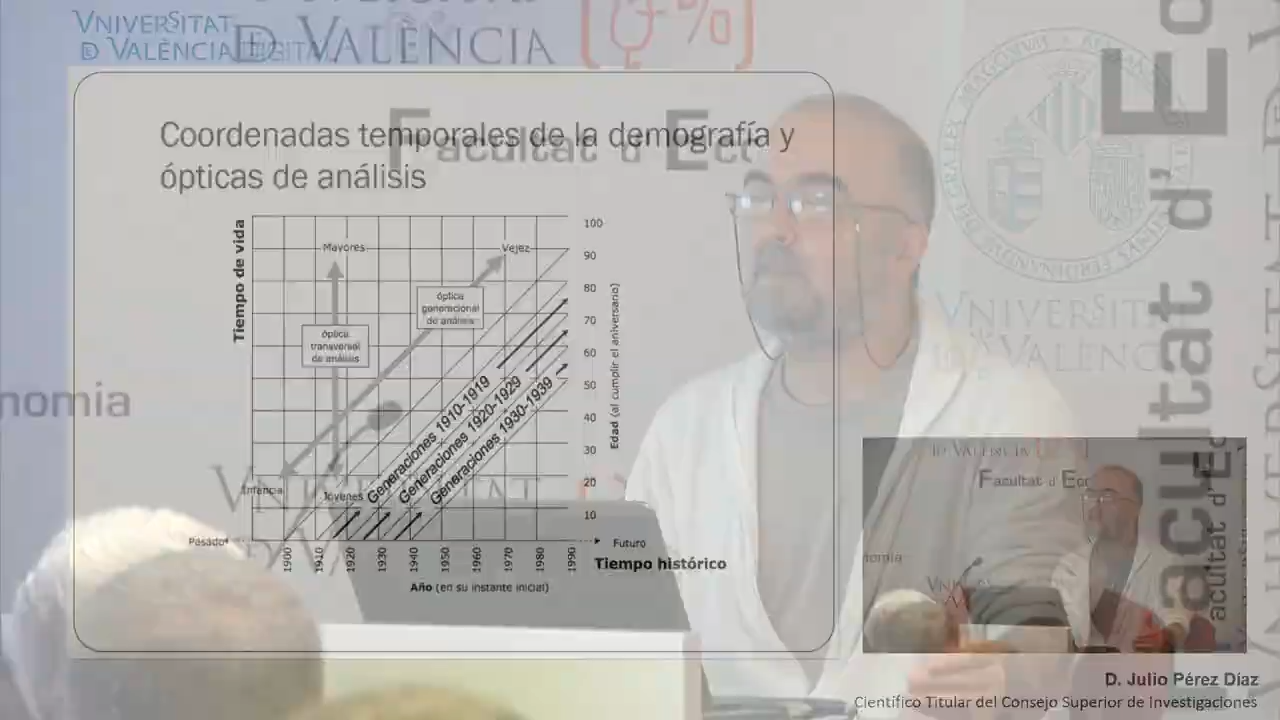 VNIVERSITAT
D VALÈNCIA
D VALÈNCIA
%
Facultat d'
Coordenadas temporales de la demografía y
ópticas de análisis
Tiempo de vida
Mayores
Vejez
óptica
transversal
de análisis
óptica
generacional
de análisis
Infancia
Jóvenes
Generaciones 1910-1919
Generaciones 1920-1929
Generaciones 1930-1939
100
90
80
70
60
50
40
30
20
10
Edad (al cumplir el aniversario)
Pasado
Futuro
1900
1910
1920
1930
1940
1950
1960
1970
1980
1990
Tiempo histórico
Año (en su instante inicial)
nomia
VNIVERSIT
D VALÈNC
Facultat d' Ec
D VALÈNCIA
Facultat d' Ec
nomia
D. Julio Pérez Díaz
Científico Titular del Consejo Superior de Investigaciones